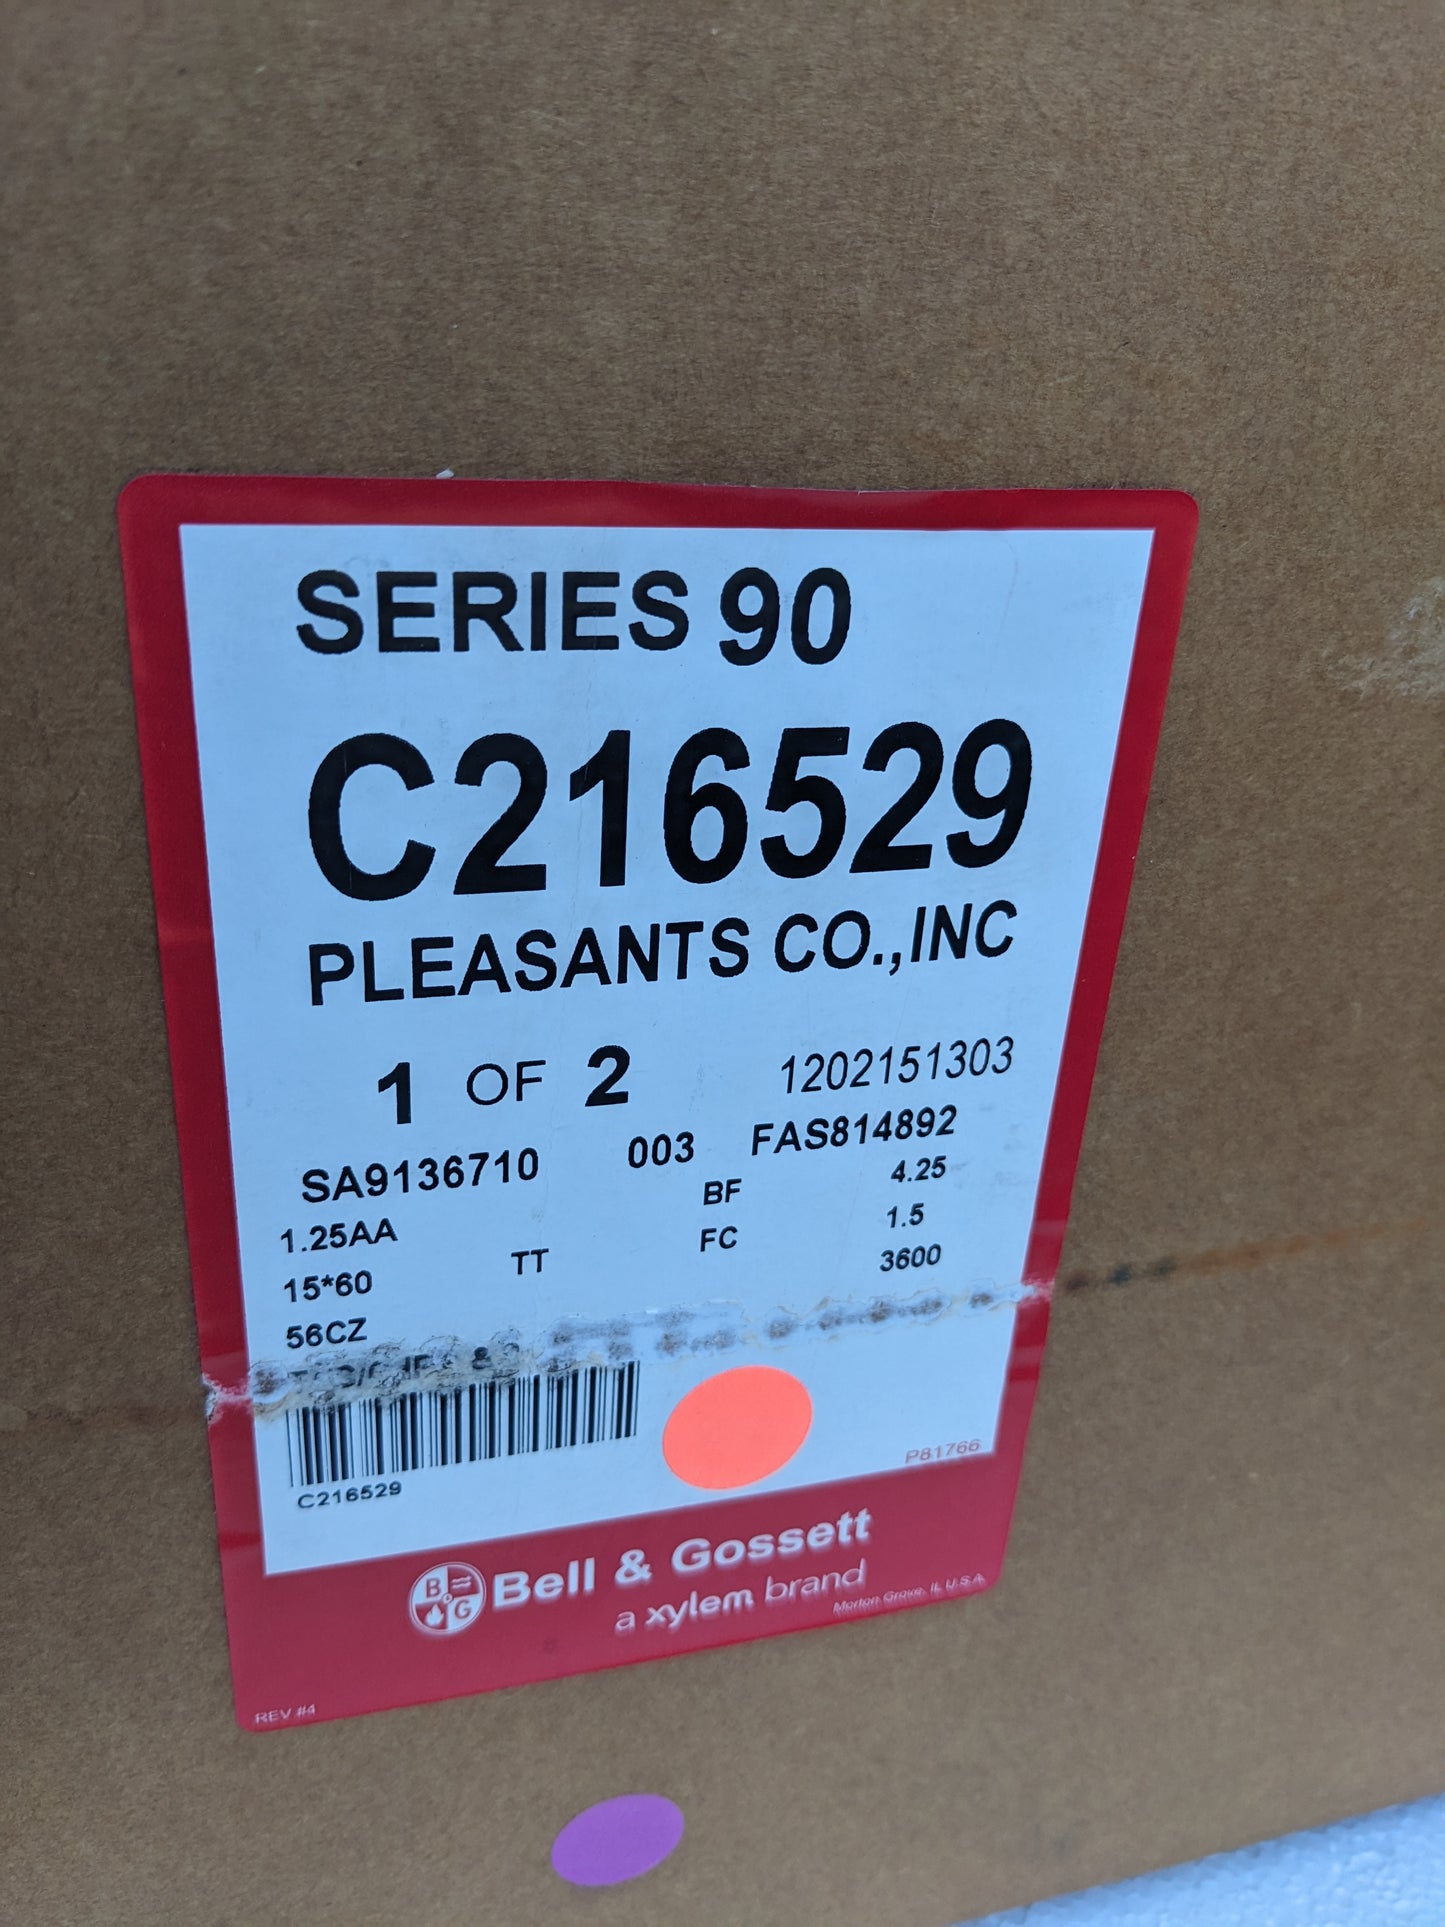 SERIES 90
C216529
PLEASANTS CO.,INC
1 OF 2 1202151303
SA9136710 003 FAS814892
1.25AA BF 4.25
15*60 TT FC 1.5
56CZ 3600
C216529
P81766
B G
Bell & Gossett
a xylem brand
Morton Grove, IL U.S.A.
REV #4